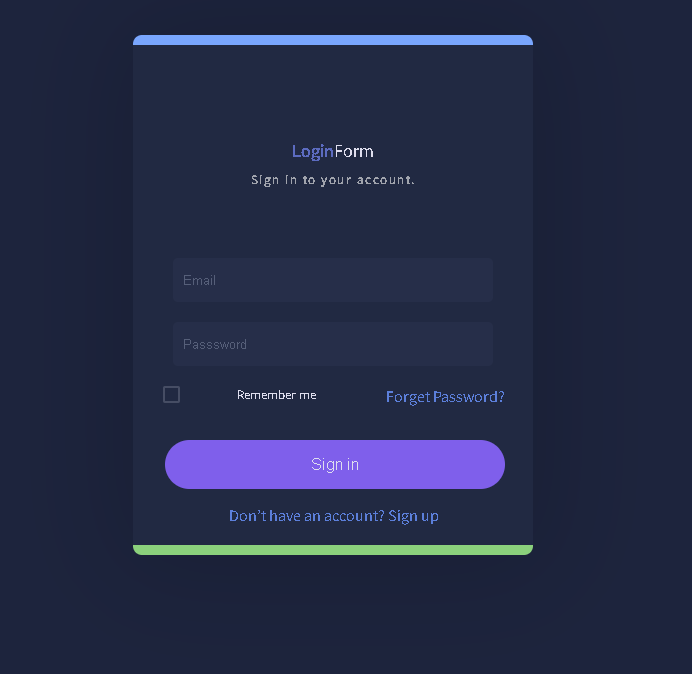 LoginForm
Sign in to your account.
Email
Passsword
Remember me Forget Password?
Sign in
Don't have an account? Sign up